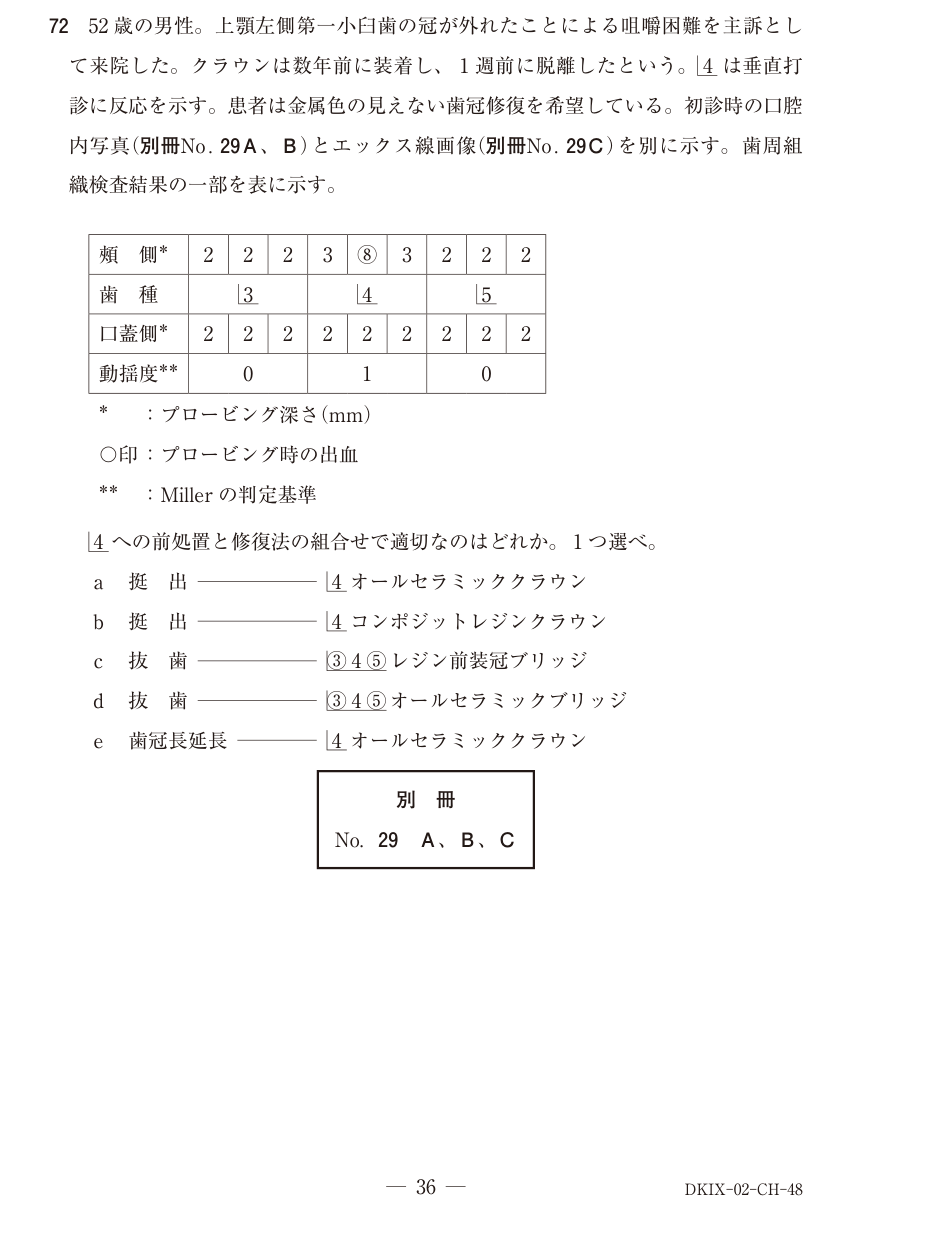 72 52歳の男性。上顎左側第一小臼歯の冠が外れたことによる咀嚼困難を主訴とし
て来院した。クラウンは数年前に装着し、1週前に脱離したという。|4 は垂直打
診に反応を示す。患者は金属色の見えない歯冠修復を希望している。初診時の口腔
内写真(別冊No. 29A、B)とエックス線画像(別冊No. 29C)を別に示す。歯周組
織検査結果の一部を表に示す。
頰 側* 2 2 2 3 ⑧ 3 2 2 2
歯 種 |3 |4 |5
口蓋側* 2 2 2 2 2 2 2 2 2
動揺度** 0 1 0
* :プロービング深さ(mm)
○印:プロービング時の出血
** :Miller の判定基準
|4 への前処置と修復法の組合せで適切なのはどれか。1つ選べ。
a 挺 出 ――――― |4 オールセラミッククラウン
b 挺 出 ――――― |4 コンポジットレジンクラウン
c 抜 歯 ――――― |③4⑤ レジン前装冠ブリッジ
d 抜 歯 ――――― |③4⑤ オールセラミックブリッジ
e 歯冠長延長 ――― |4 オールセラミッククラウン
別 冊
No. 29 A、B、C
― 36 ―
DKIX-02-CH-48